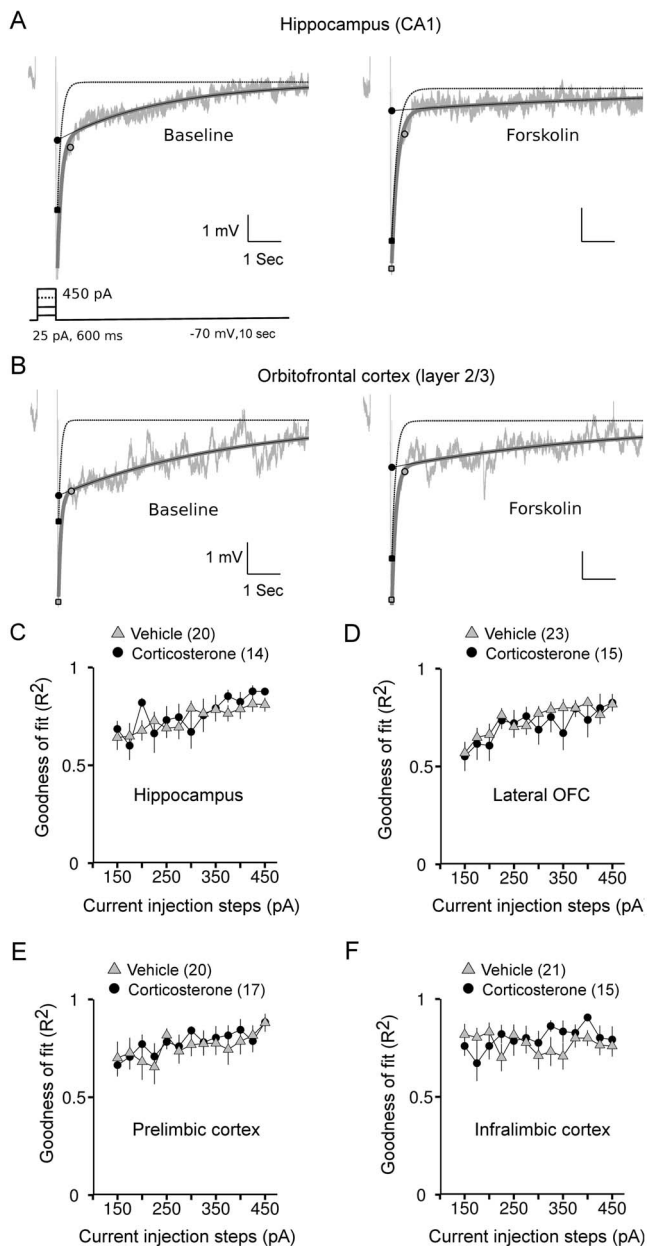 A
Hippocampus (CA1)
Baseline
Forskolin
1 mV
1 Sec
450 pA
25 pA, 600 ms
-70 mV,10 sec
B
Orbitofrontal cortex (layer 2/3)
Baseline
Forskolin
1 mV
1 Sec
C
Vehicle (20)
Corticosterone (14)
1
0.5
0
Goodness of fit (R²)
Hippocampus
150 250 350 450
Current injection steps (pA)
D
Vehicle (23)
Corticosterone (15)
1
0.5
0
Goodness of fit (R²)
Lateral OFC
150 250 350 450
Current injection steps (pA)
E
Vehicle (20)
Corticosterone (17)
1
0.5
0
Goodness of fit (R²)
Prelimbic cortex
150 250 350 450
Current injection steps (pA)
F
Vehicle (21)
Corticosterone (15)
1
0.5
0
Goodness of fit (R²)
Infralimbic cortex
150 250 350 450
Current injection steps (pA)